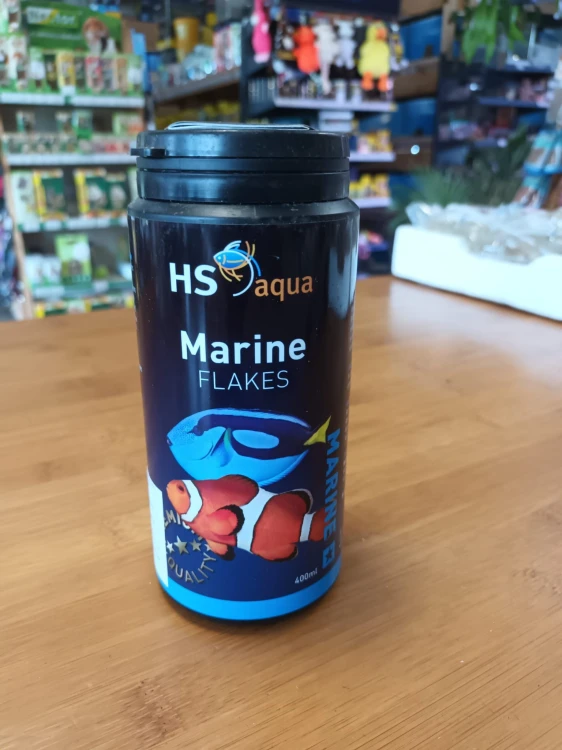 HS aqua
Marine
FLAKES
MARINE
QUALITY
400ml